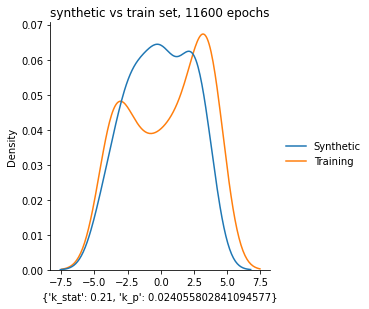 synthetic vs train set, 11600 epochs
0.07
0.06
0.05
0.04
0.03
0.02
0.01
0.00
Density
−7.5 −5.0 −2.5 0.0 2.5 5.0 7.5
{'k_stat': 0.21, 'k_p': 0.024055802841094577}
Synthetic
Training